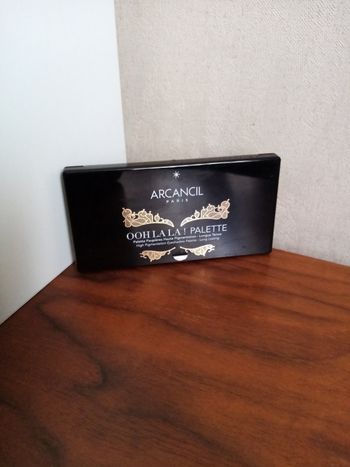 ARCANCIL
PARIS
OOH LA LA ! PALETTE
Palette Paupières Haute Pigmentation - Longue Tenue
High Pigmentation Eyeshadow Palette - Long Lasting